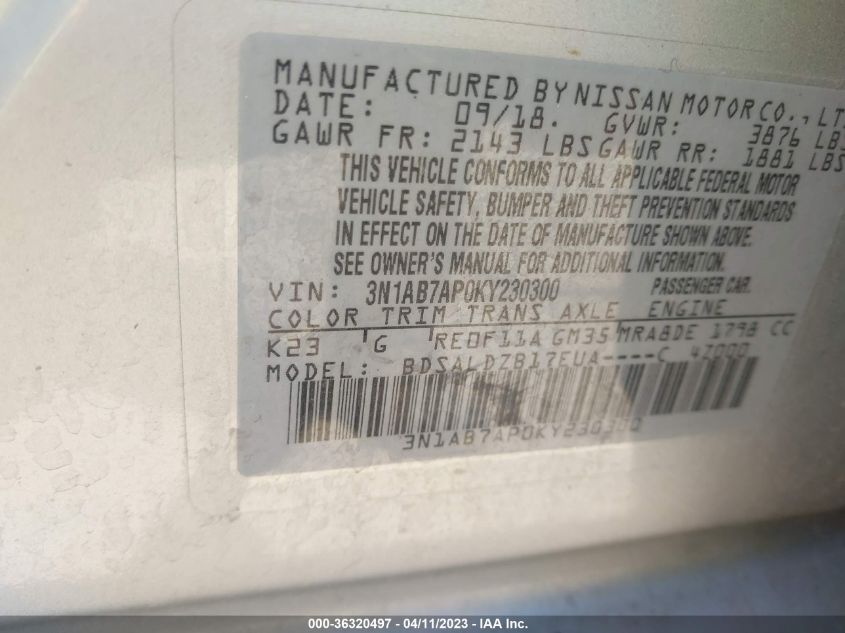 MANUFACTURED BY NISSAN MOTOR CO., LT
DATE: 09/18. GVWR: 3876 LB
GAWR FR: 2143 LBS GAWR RR: 1881 LBS
THIS VEHICLE CONFORMS TO ALL APPLICABLE FEDERAL MOTOR
VEHICLE SAFETY, BUMPER AND THEFT PREVENTION STANDARDS
IN EFFECT ON THE DATE OF MANUFACTURE SHOWN ABOVE.
SEE OWNER'S MANUAL FOR ADDITIONAL INFORMATION.
VIN: 3N1AB7AP0KY230300 PASSENGER CAR.
COLOR TRIM TRANS AXLE ENGINE
K23 G RE0F11A GM35 MRA8DE 1798 CC
MODEL: BDSALDZB17EUA----C 4Z000
3N1AB7AP0KY230300
000-36320497 - 04/11/2023 - IAA Inc.